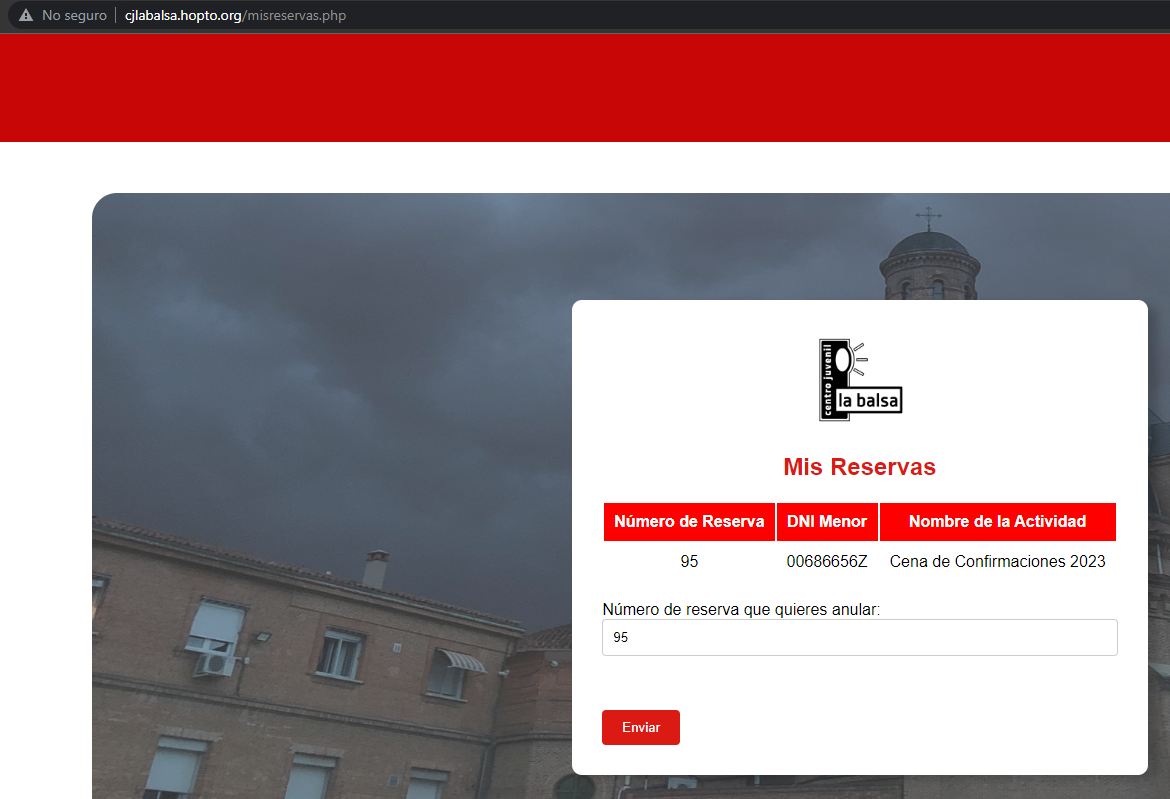 No seguro cjlabalsa.hopto.org/misreservas.php
centro juvenil
la balsa
Mis Reservas
Número de Reserva DNI Menor Nombre de la Actividad
95 00686656Z Cena de Confirmaciones 2023
Número de reserva que quieres anular:
95
Enviar